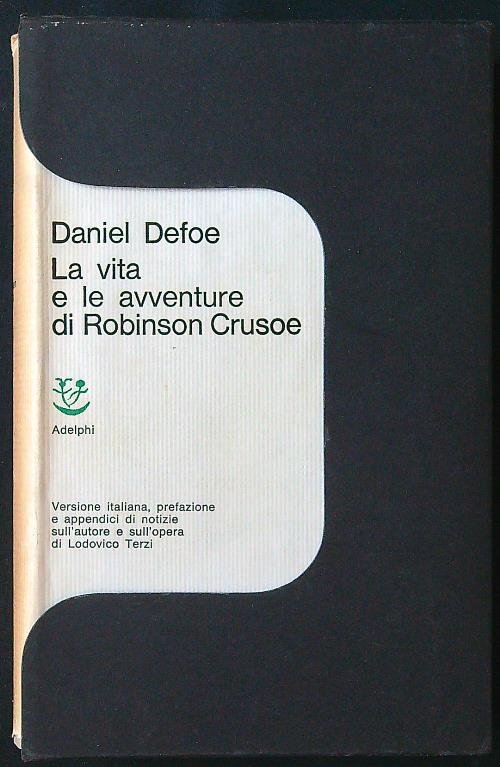 Daniel Defoe
La vita
e le avventure
di Robinson Crusoe
Adelphi
Versione italiana, prefazione
e appendici di notizie
sull'autore e sull'opera
di Lodovico Terzi